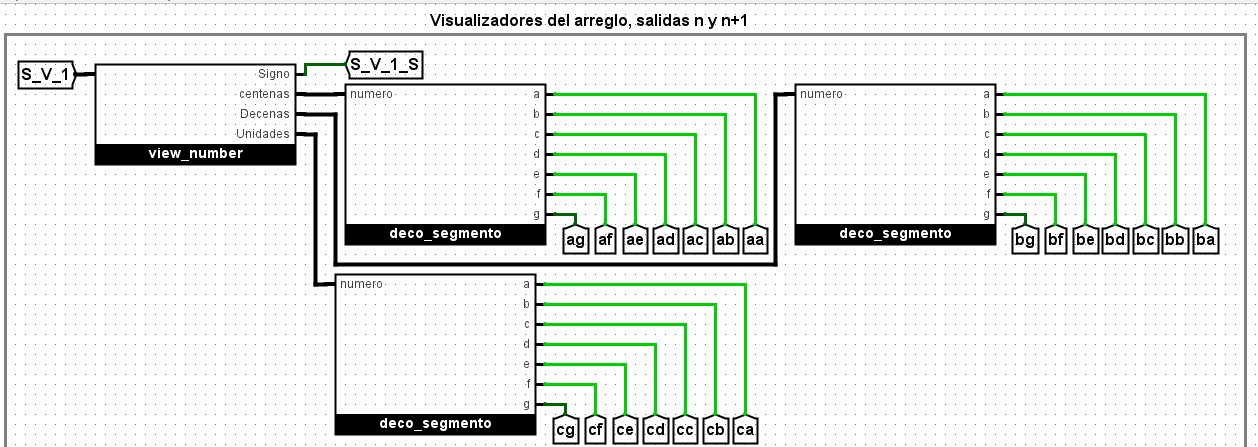 Visualizadores del arreglo, salidas n y n+1
S_V_1
Signo
centenas
Decenas
Unidades
view_number
S_V_1_S
numero
a
b
c
d
e
f
g
deco_segmento
ag af ae ad ac ab aa
numero
a
b
c
d
e
f
g
deco_segmento
bg bf be bd bc bb ba
numero
a
b
c
d
e
f
g
deco_segmento
cg cf ce cd cc cb ca